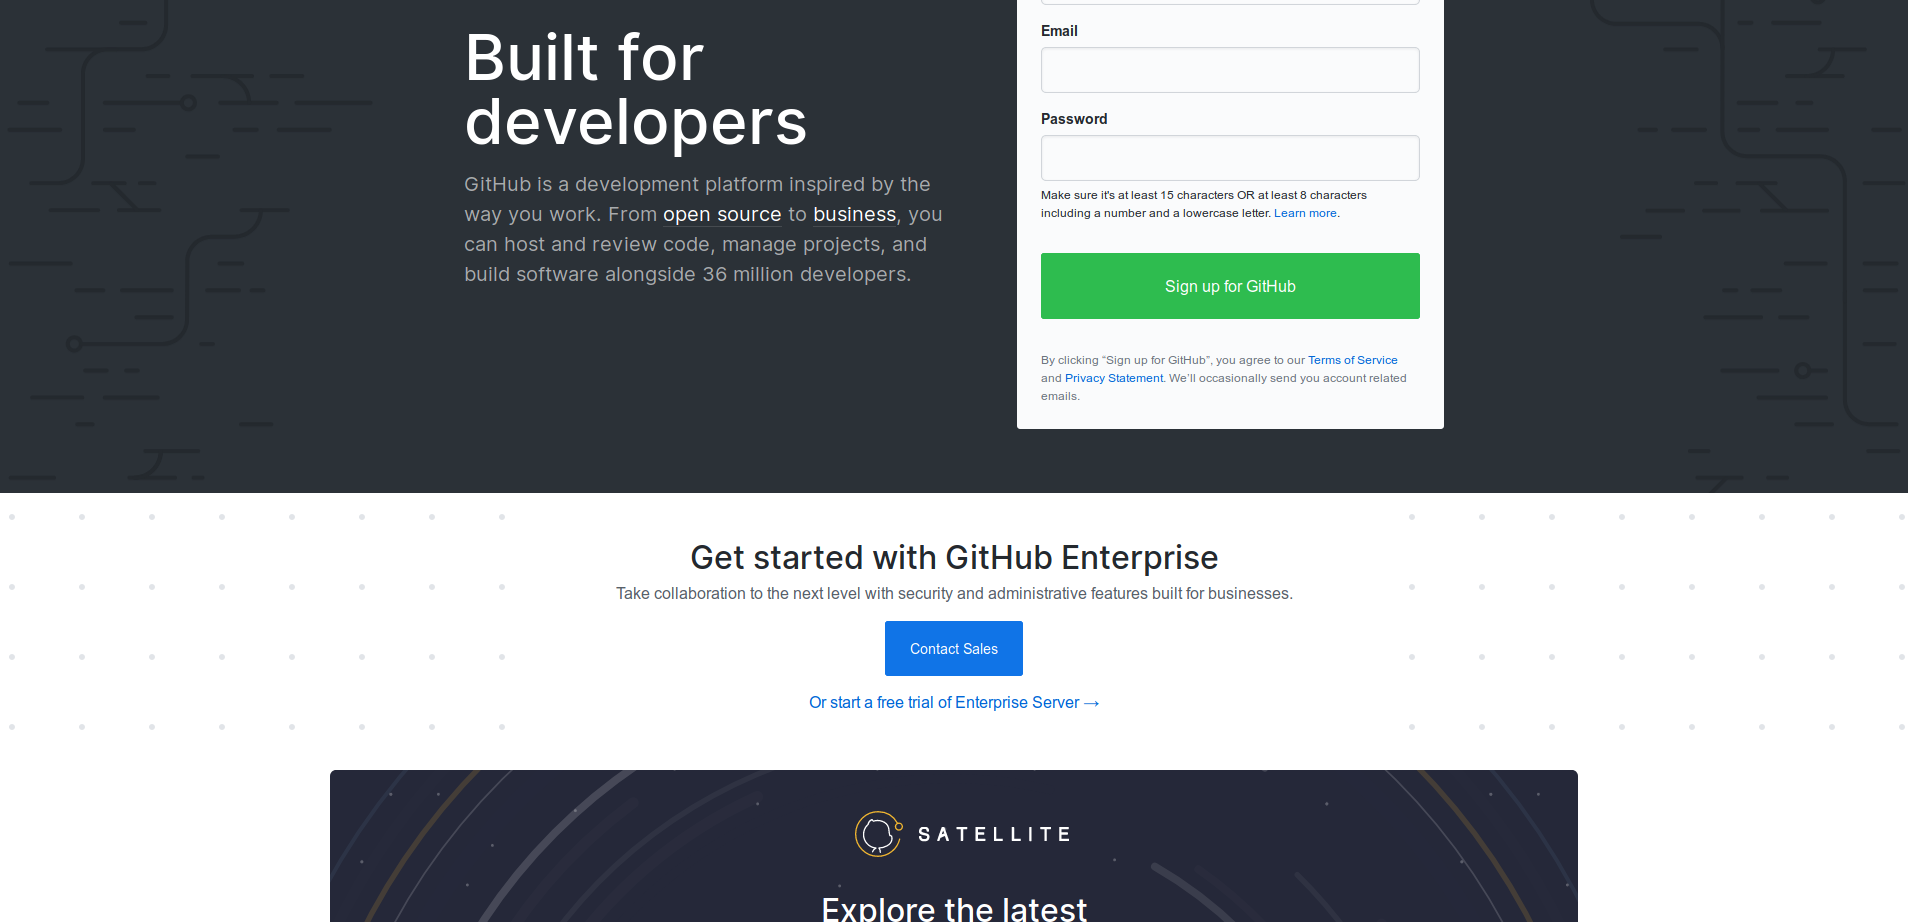 Built for
developers
GitHub is a development platform inspired by the
way you work. From open source to business, you
can host and review code, manage projects, and
build software alongside 36 million developers.
Email
Password
Make sure it's at least 15 characters OR at least 8 characters
including a number and a lowercase letter. Learn more.
Sign up for GitHub
By clicking “Sign up for GitHub”, you agree to our Terms of Service
and Privacy Statement. We’ll occasionally send you account related
emails.
Get started with GitHub Enterprise
Take collaboration to the next level with security and administrative features built for businesses.
Contact Sales
Or start a free trial of Enterprise Server →
SATELLITE
Explore the latest